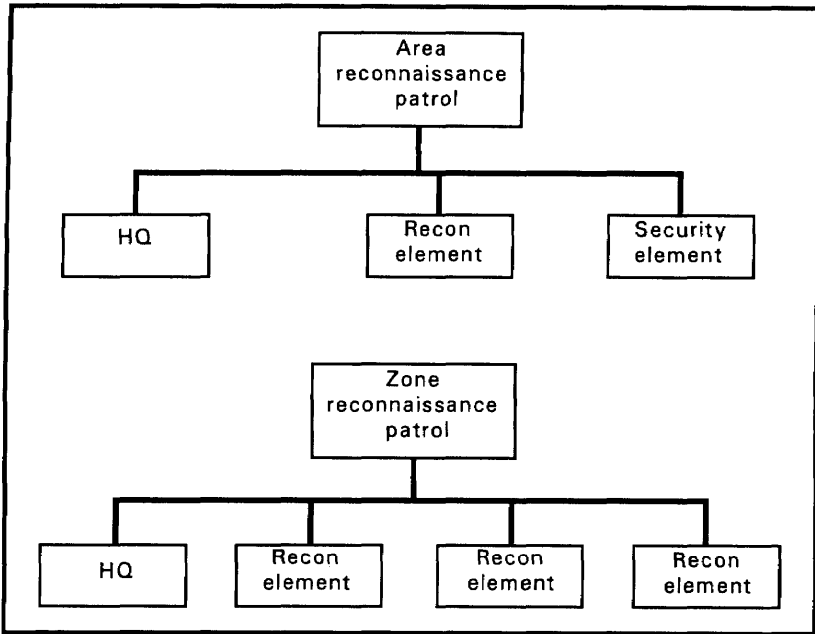 Area
reconnaissance
patrol
HQ
Recon
element
Security
element
Zone
reconnaissance
patrol
HQ
Recon
element
Recon
element
Recon
element